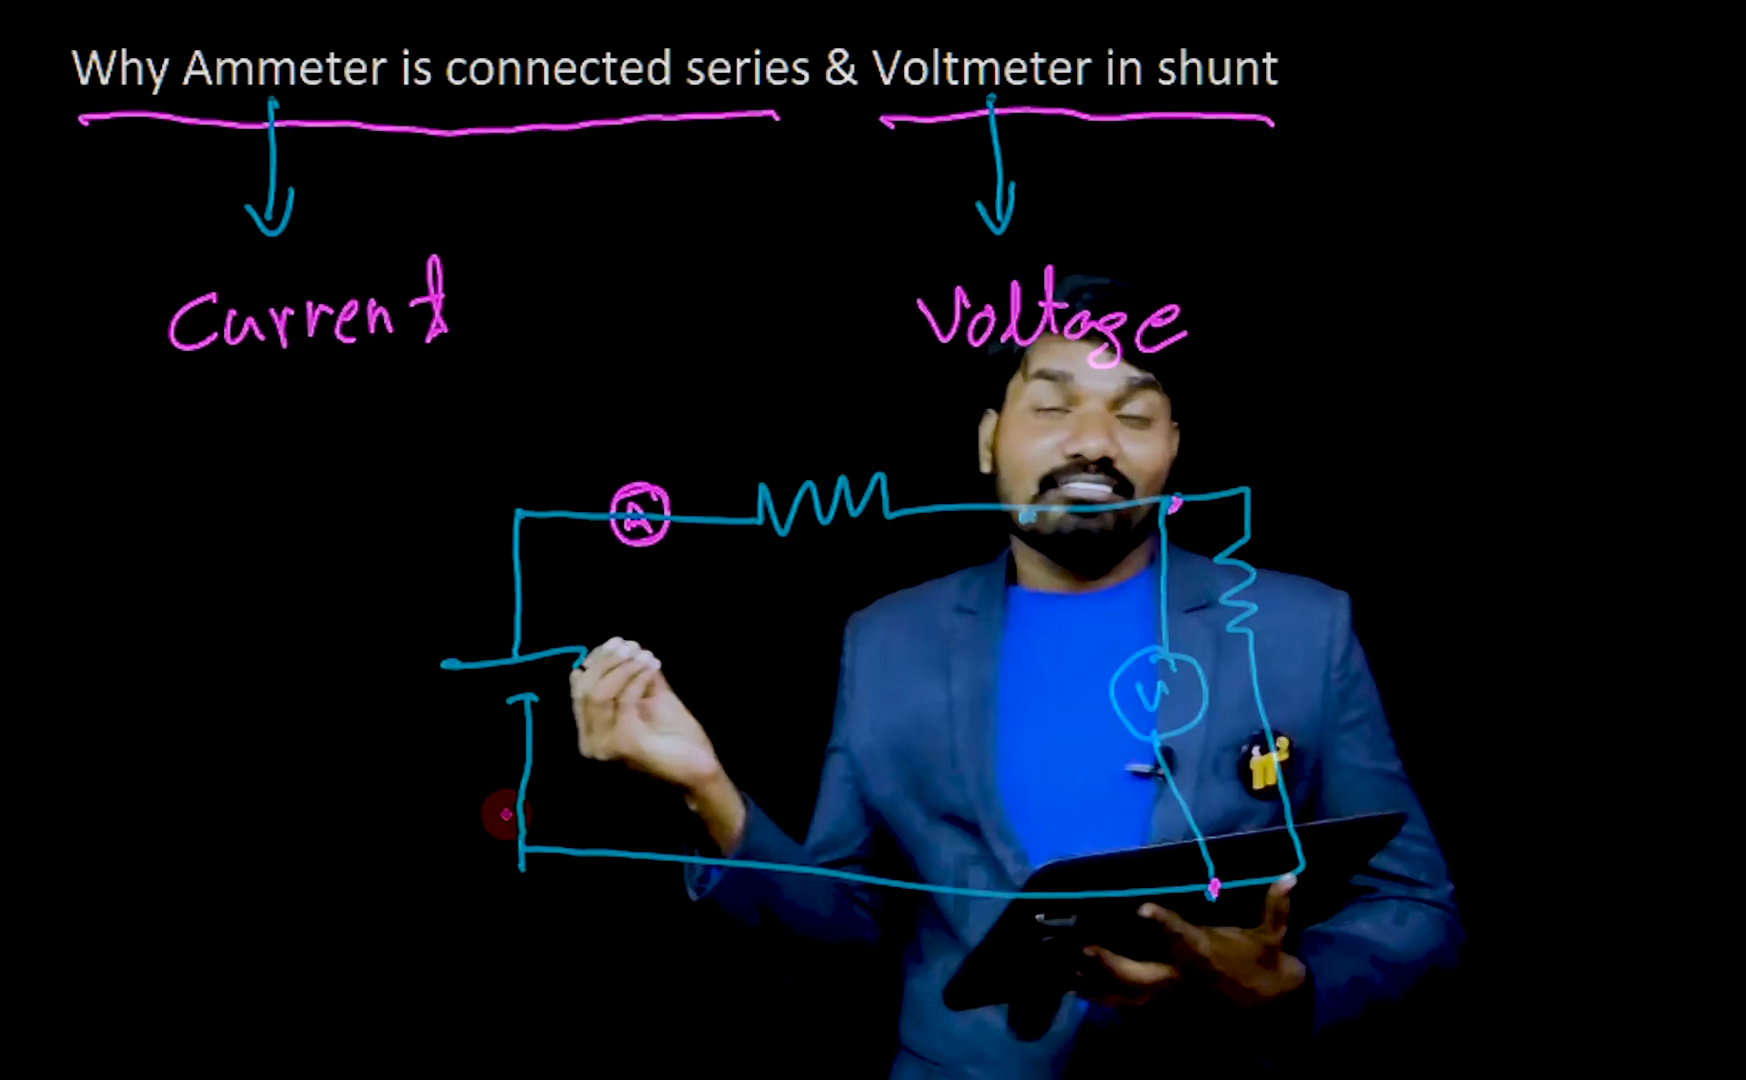 Why Ammeter is connected series & Voltmeter in shunt
Current Voltage
A
V